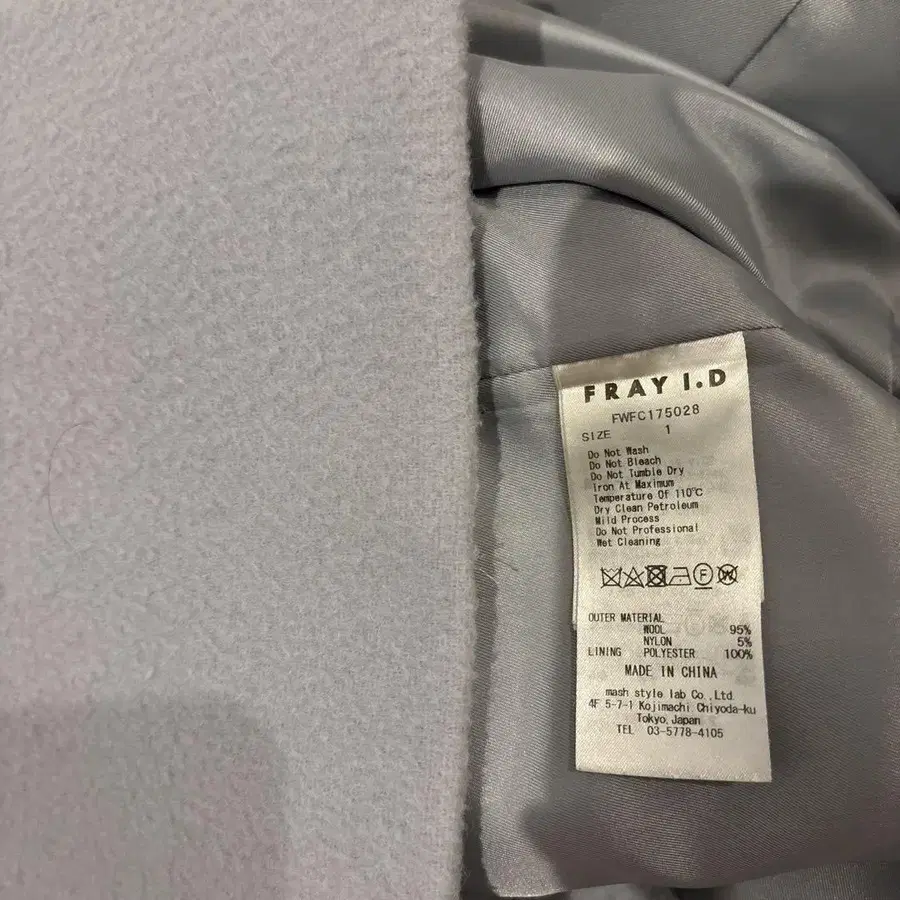 FRAY I.D
FWFC175028
SIZE 1
Do Not Wash
Do Not Bleach
Do Not Tumble Dry
Iron At Maximum
Temperature Of 110℃
Dry Clean Petroleum
Mild Process
Do Not Professional
Wet Cleaning
F W
OUTER MATERIAL
WOOL 95%
NYLON 5%
LINING POLYESTER 100%
MADE IN CHINA
mash style lab Co.,Ltd.
4F 5-7-1 Kojimachi Chiyoda-ku
Tokyo,Japan
TEL 03-5778-4105